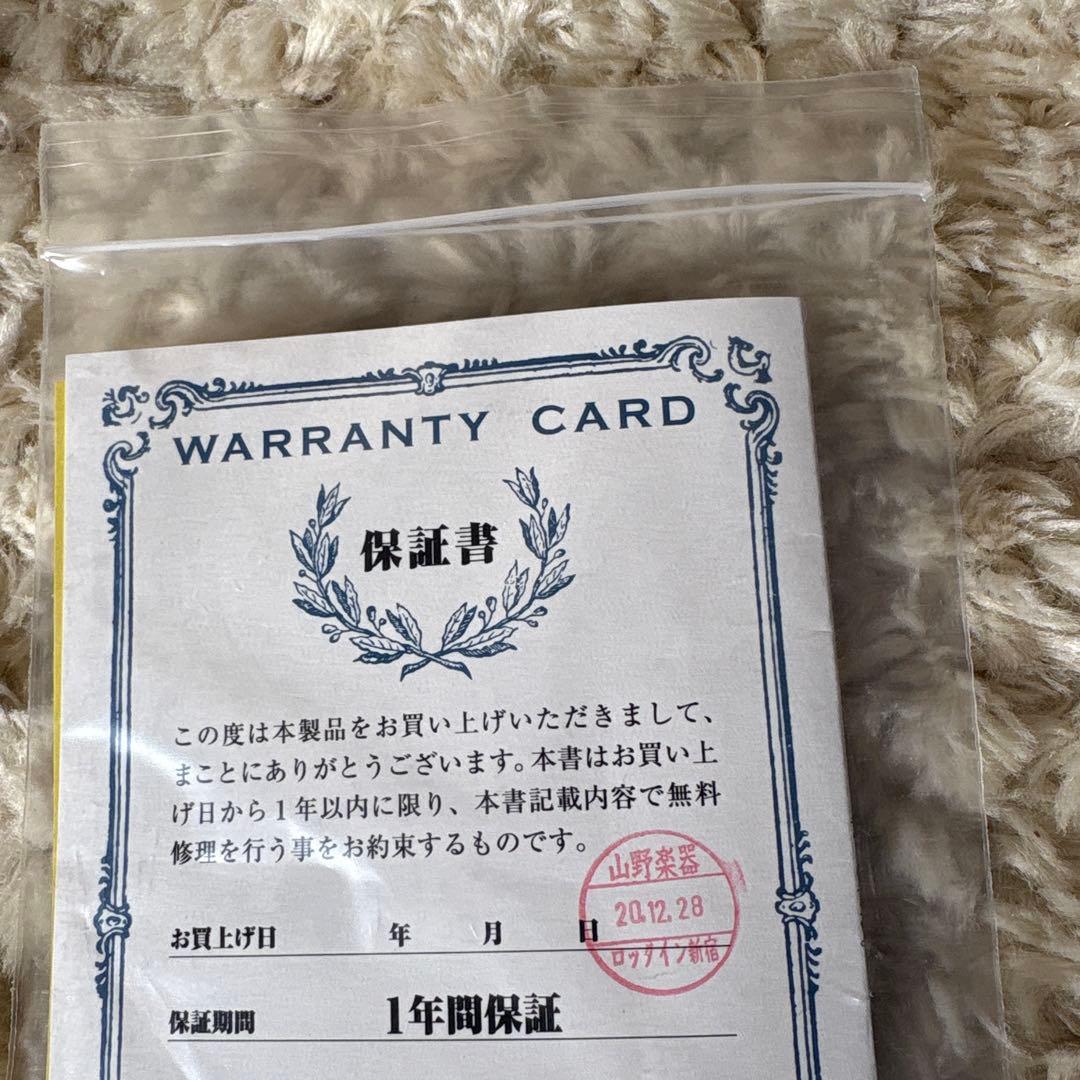 WARRANTY CARD
保証書
この度は本製品をお買い上げいただきまして、
まことにありがとうございます。本書はお買い上
げ日から1年以内に限り、本書記載内容で無料
修理を行う事をお約束するものです。
山野楽器
20.12.28
ロックイン新宿
お買上げ日 年 月 日
保証期間 1年間保証